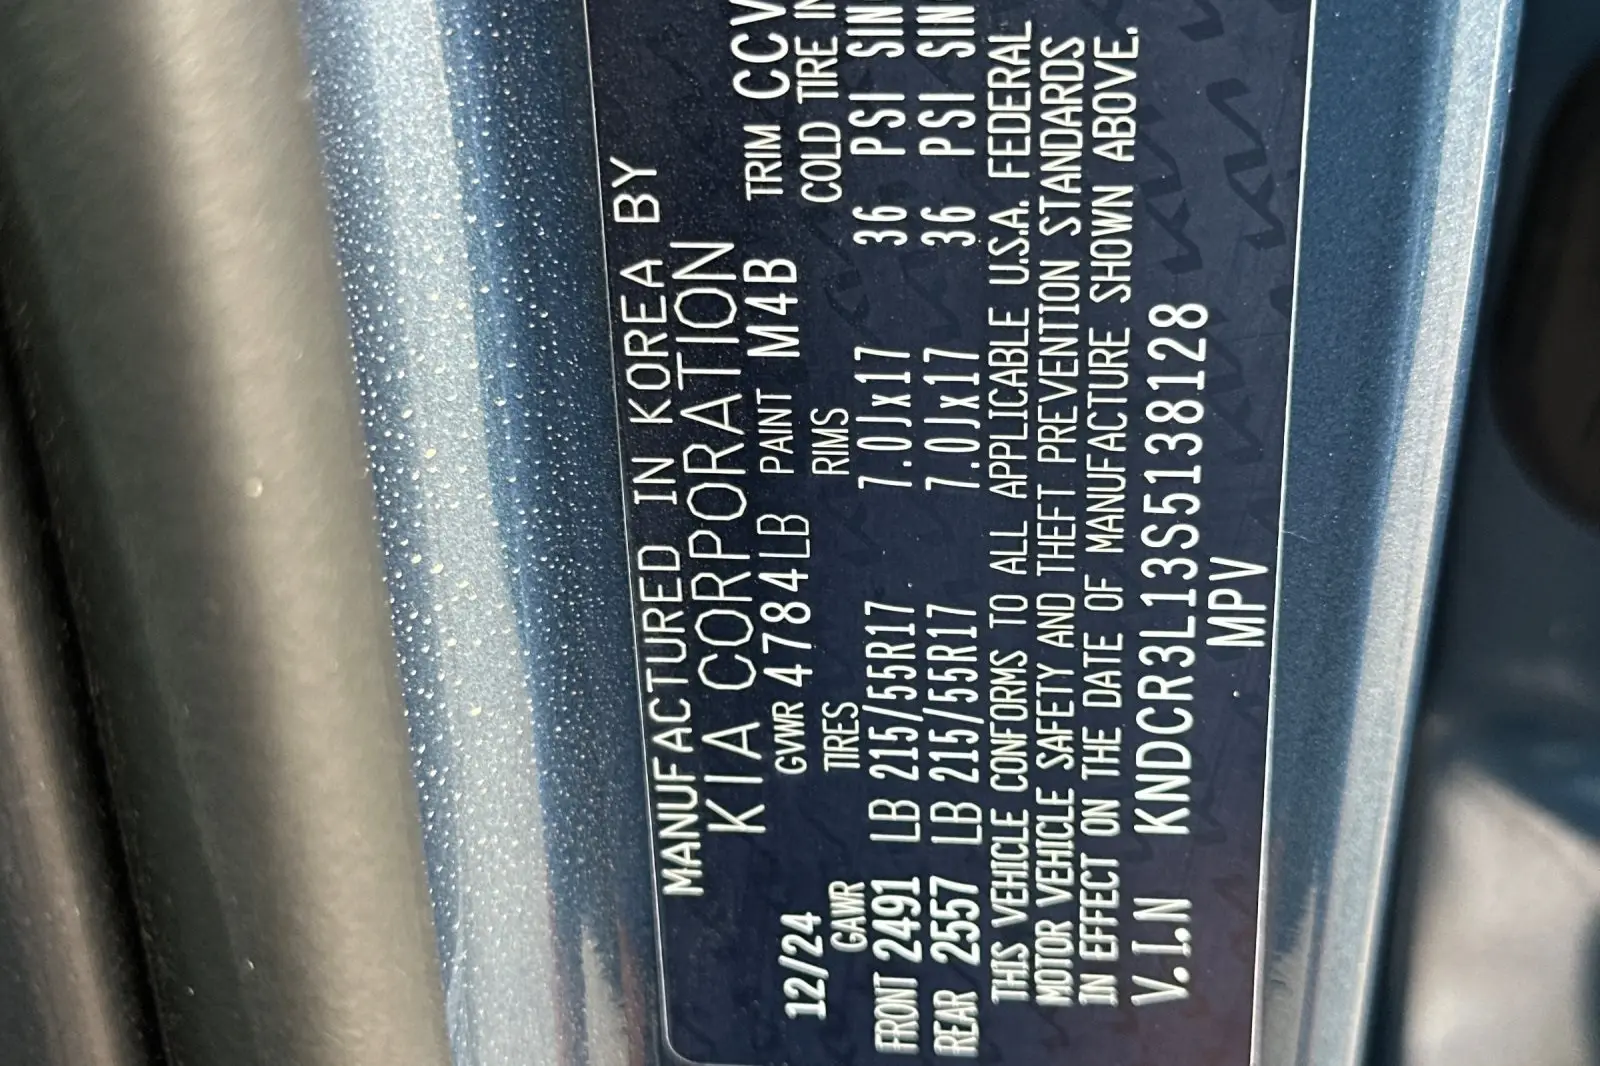 MANUFACTURED IN KOREA BY
KIA CORPORATION
12/24 GVWR 4784LB PAINT M4B TRIM CCV
GAWR TIRES RIMS COLD TIRE IN
FRONT 2491 LB 215/55R17 7.0Jx17 36 PSI SIN
REAR 2557 LB 215/55R17 7.0Jx17 36 PSI SIN
THIS VEHICLE CONFORMS TO ALL APPLICABLE U.S.A. FEDERAL
MOTOR VEHICLE SAFETY AND THEFT PREVENTION STANDARDS
IN EFFECT ON THE DATE OF MANUFACTURE SHOWN ABOVE.
V.I.N KNDCR3L13S5138128
MPV